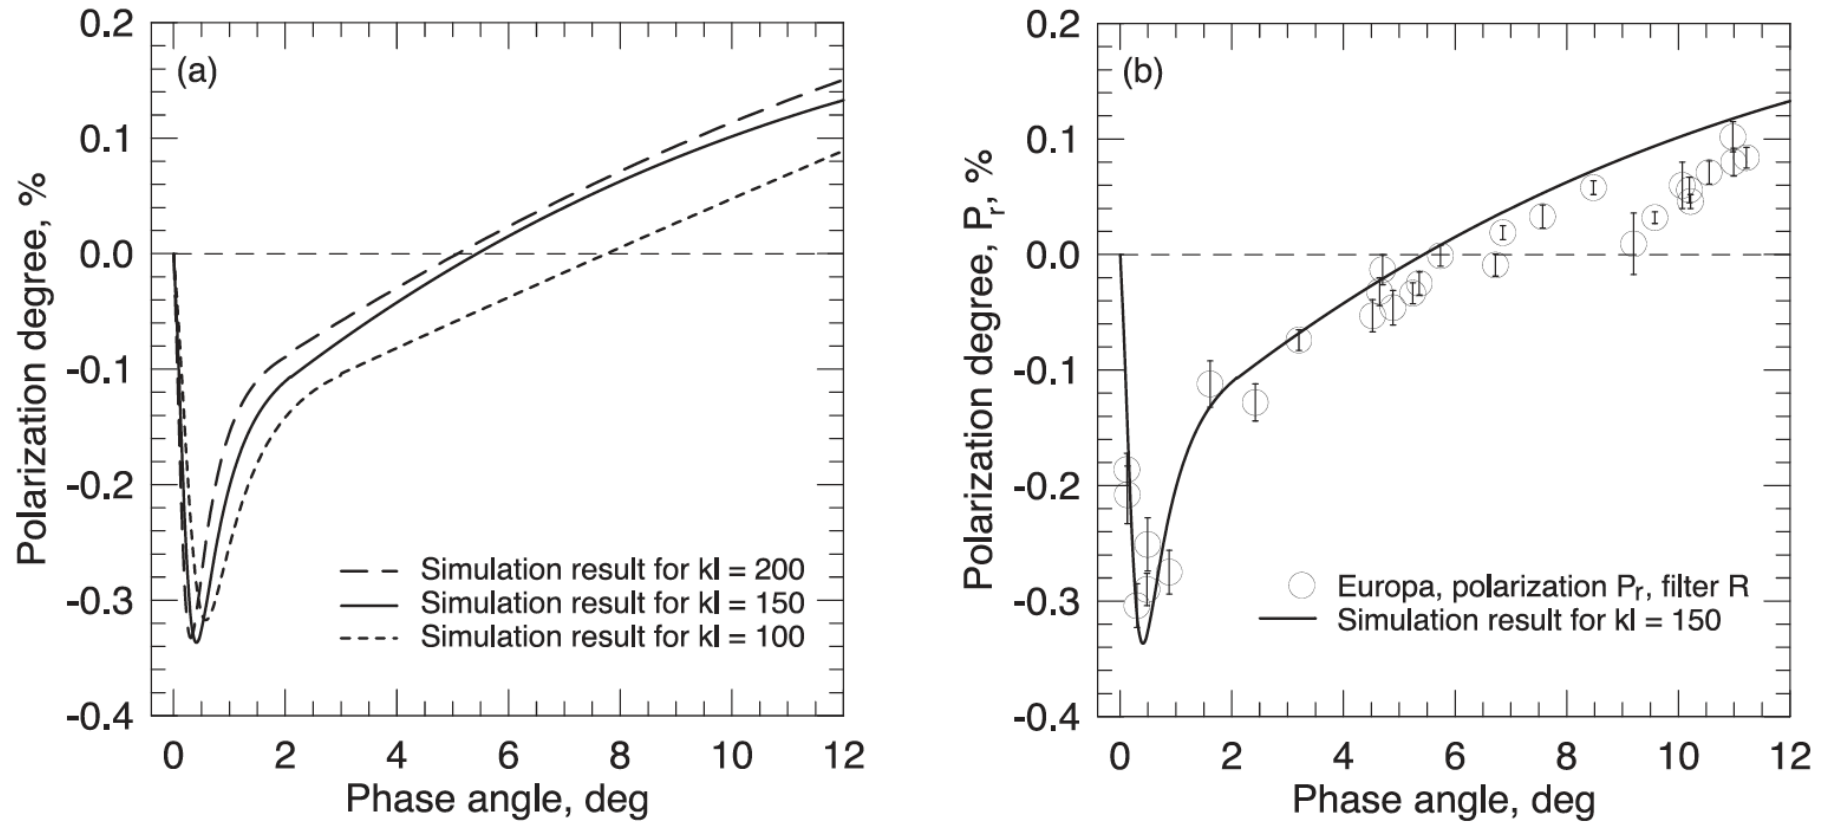 (a)
0.2
0.1
0.0
-0.1
-0.2
-0.3
-0.4
Polarization degree, %
Simulation result for kl = 200
Simulation result for kl = 150
Simulation result for kl = 100
0 2 4 6 8 10 12
Phase angle, deg
(b)
0.2
0.1
0.0
-0.1
-0.2
-0.3
-0.4
Polarization degree, Pr, %
Europa, polarization Pr, filter R
Simulation result for kl = 150
0 2 4 6 8 10 12
Phase angle, deg